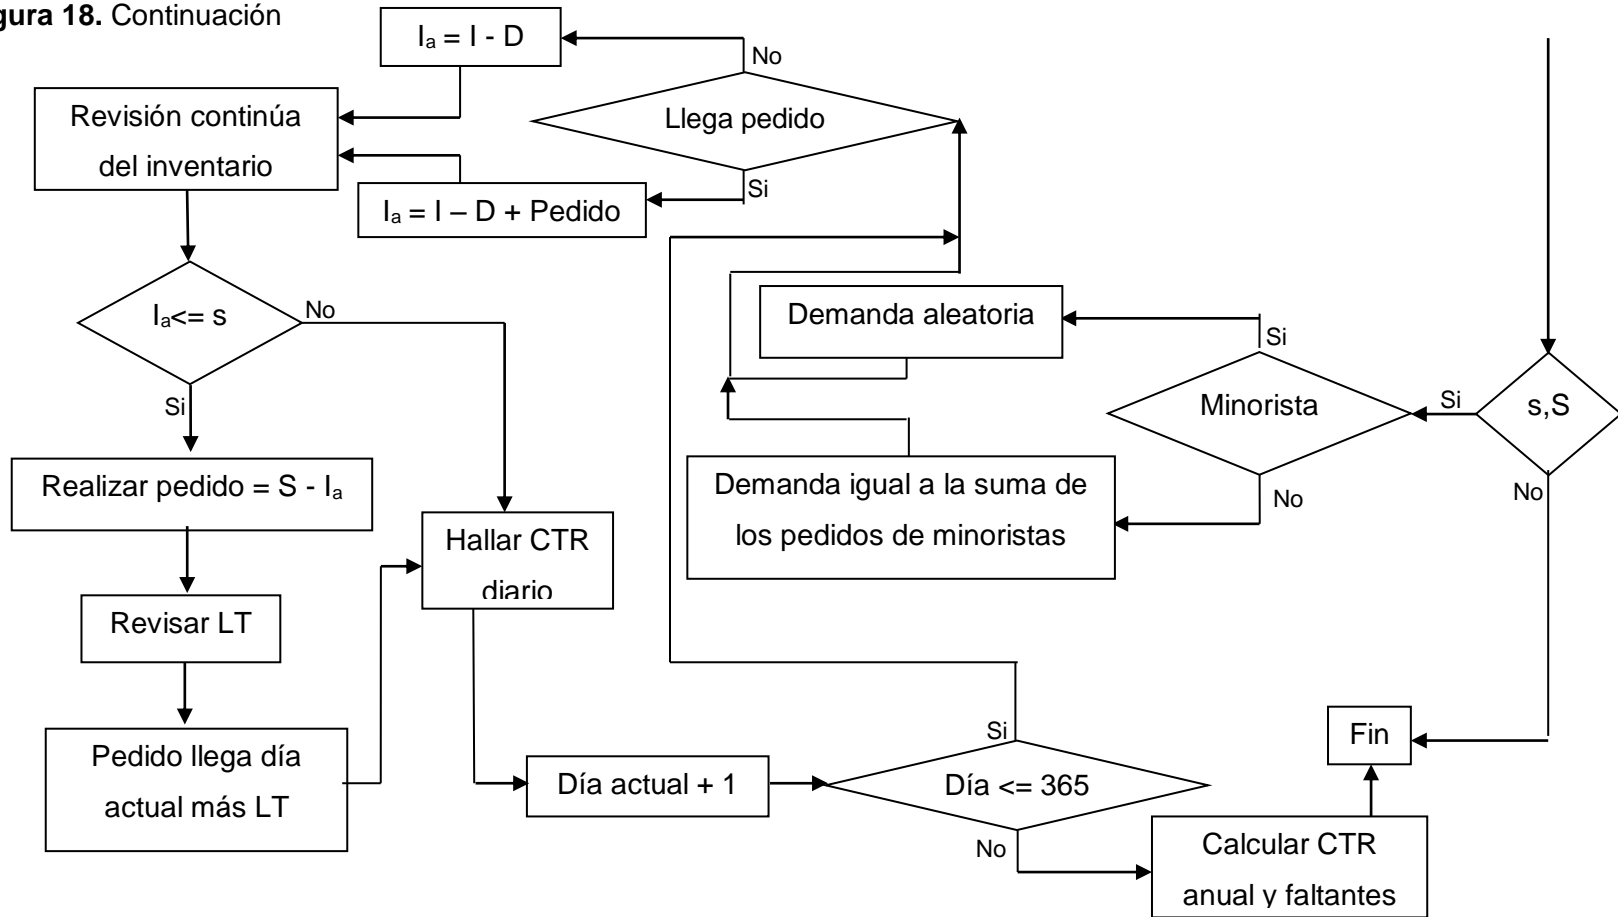 gura 18. Continuación
Iₐ = I - D
No
Revisión continúa
del inventario
Llega pedido
Si
Iₐ = I – D + Pedido
Iₐ<= s
No
Demanda aleatoria
Si
Si
Minorista
Si
s,S
Realizar pedido = S - Iₐ
Demanda igual a la suma de
los pedidos de minoristas
No
No
Hallar CTR
diario
Revisar LT
Pedido llega día
actual más LT
Día actual + 1
Si
Día <= 365
No
Fin
Calcular CTR
anual y faltantes